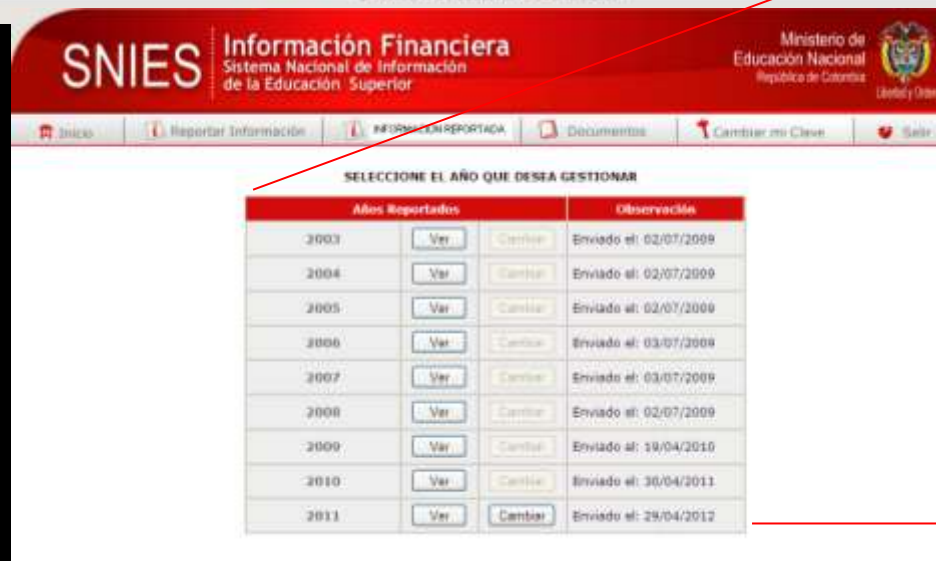 SNIES
Información Financiera
Sistema Nacional de Información
de la Educación Superior
Ministerio de
Educación Nacional
República de Colombia
Libertad y Orden
Inicio
Reportar Información
INFORMACION REPORTADA
Documentos
Cambiar mi Clave
Salir
SELECCIONE EL AÑO QUE DESEA GESTIONAR
Años Reportados Observación
2003 Ver Cambiar Enviado el: 02/07/2009
2004 Ver Cambiar Enviado el: 02/07/2009
2005 Ver Cambiar Enviado el: 02/07/2009
2006 Ver Cambiar Enviado el: 03/07/2009
2007 Ver Cambiar Enviado el: 03/07/2009
2008 Ver Cambiar Enviado el: 02/07/2009
2009 Ver Cambiar Enviado el: 19/04/2010
2010 Ver Cambiar Enviado el: 30/04/2011
2011 Ver Cambiar Enviado el: 29/04/2012